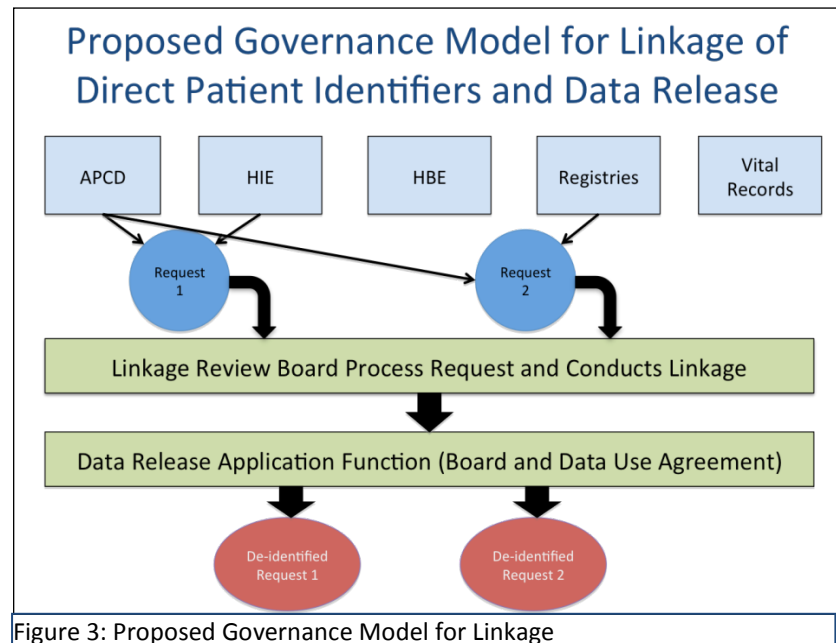 Proposed Governance Model for Linkage of
Direct Patient Identifiers and Data Release
APCD
HIE
HBE
Registries
Vital
Records
Request
1
Request
2
Linkage Review Board Process Request and Conducts Linkage
Data Release Application Function (Board and Data Use Agreement)
De-identified
Request 1
De-identified
Request 2
Figure 3: Proposed Governance Model for Linkage